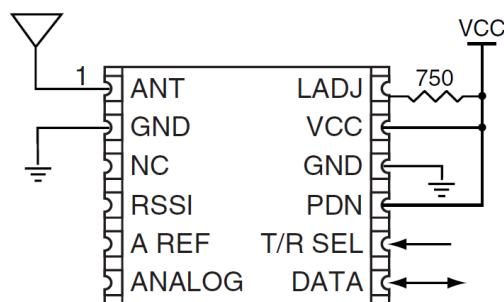 VCC
750
1
ANT LADJ
GND VCC
NC GND
RSSI PDN
A REF T/R SEL
ANALOG DATA